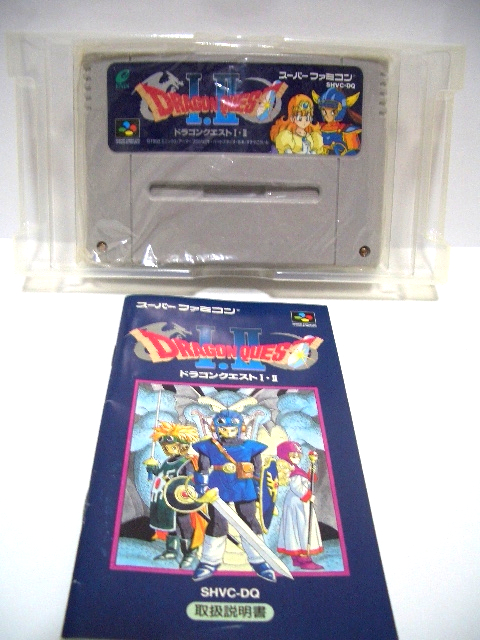 スーパーファミコン
SHVC-DQ
I・II
DRAGON QUEST
ドラゴンクエストI・II
スーパーファミコン
I・II
DRAGON QUEST
ドラゴンクエストI・II
SHVC-DQ
取扱説明書